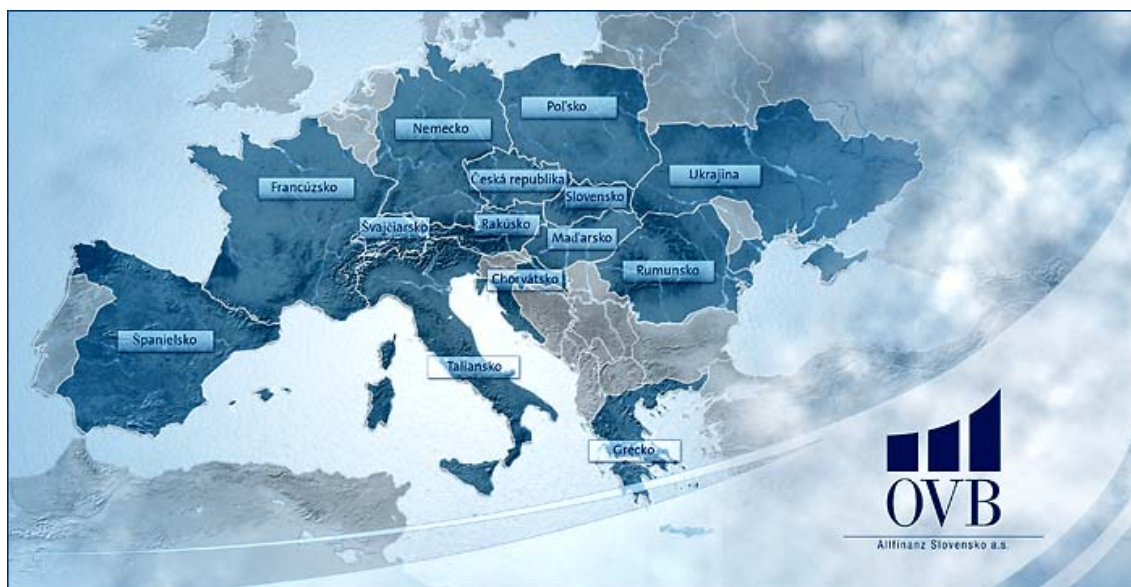 Poľsko
Nemecko
Česká republika
Ukrajina
Francúzsko
Slovensko
Švajčiarsko
Rakúsko
Maďarsko
Rumunsko
Chorvátsko
Španielsko
Taliansko
Grécko
OVB
Allfinanz Slovensko a.s.